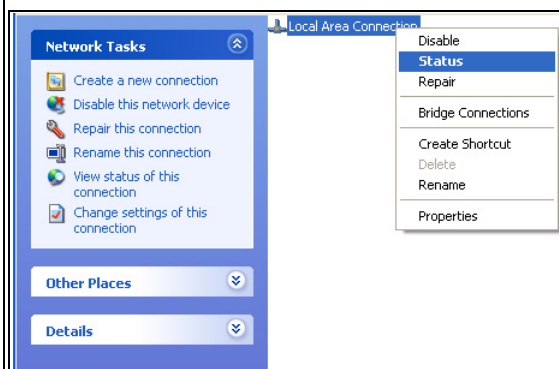 Network Tasks
Create a new connection
Disable this network device
Repair this connection
Rename this connection
View status of this
connection
Change settings of this
connection
Other Places
Details
Local Area Connection
Disable
Status
Repair
Bridge Connections
Create Shortcut
Delete
Rename
Properties